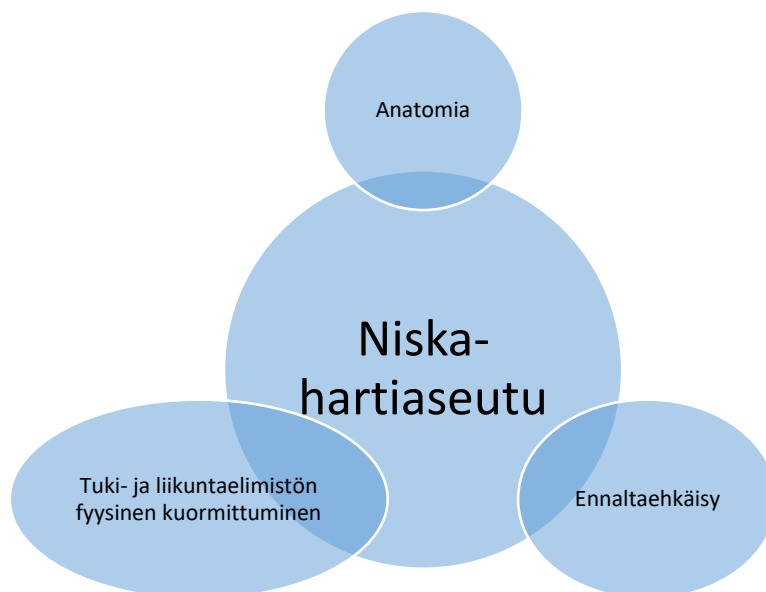 Anatomia
Niska-
hartiaseutu
Tuki- ja liikuntaelimistön
fyysinen kuormittuminen
Ennaltaehkäisy